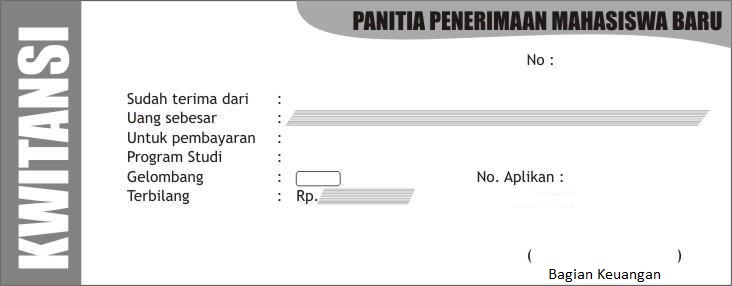 PANITIA PENERIMAAN MAHASISWA BARU
KWITANSI
No :
Sudah terima dari :
Uang sebesar :
Untuk pembayaran :
Program Studi :
Gelombang : No. Aplikan :
Terbilang : Rp.
( )
Bagian Keuangan